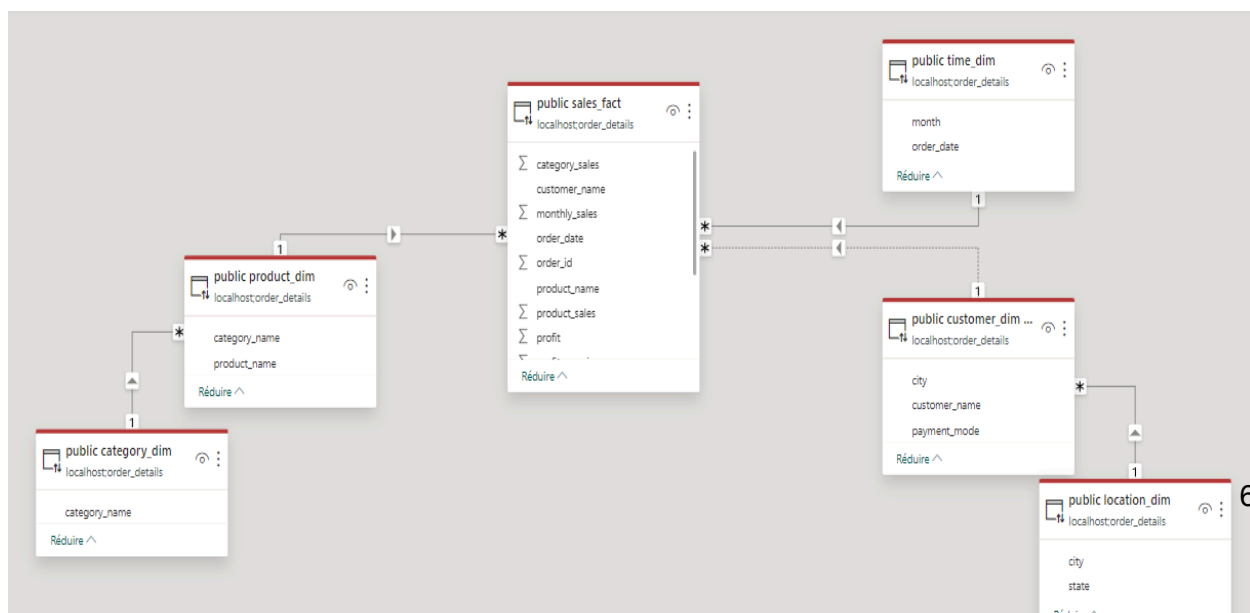 public time_dim
localhost;order_details
month
order_date
Réduire
1
public sales_fact
localhost;order_details
category_sales
customer_name
monthly_sales
order_date
order_id
product_name
product_sales
profit
Réduire
*
*
*
1
public product_dim
localhost;order_details
category_name
product_name
Réduire
*
1
public category_dim
localhost;order_details
category_name
Réduire
1
public customer_dim ...
localhost;order_details
city
customer_name
payment_mode
Réduire
*
1
public location_dim
localhost;order_details
city
state
6